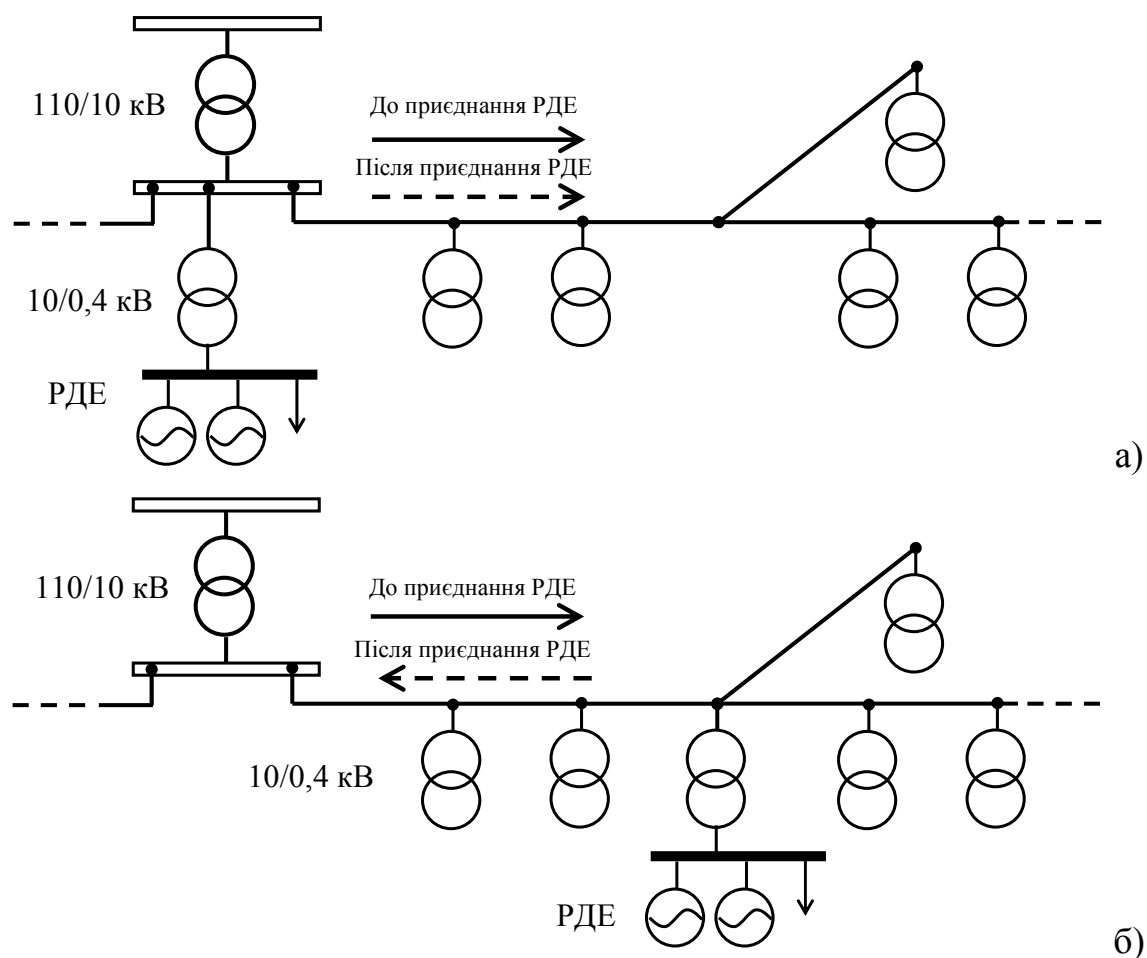 110/10 кВ
До приєднання РДЕ
Після приєднання РДЕ
10/0,4 кВ
РДЕ
а)
110/10 кВ
До приєднання РДЕ
Після приєднання РДЕ
10/0,4 кВ
РДЕ
б)